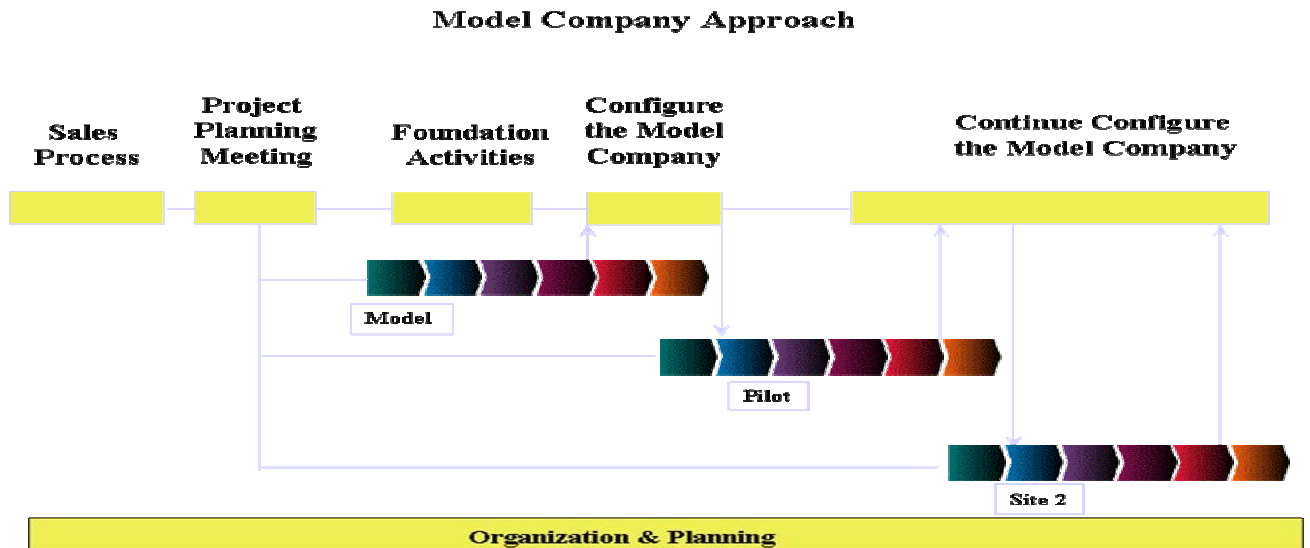 Model Company Approach
Sales
Process
Project
Planning
Meeting
Foundation
Activities
Configure
the Model
Company
Continue Configure
the Model Company
Model
Pilot
Site 2
Organization & Planning